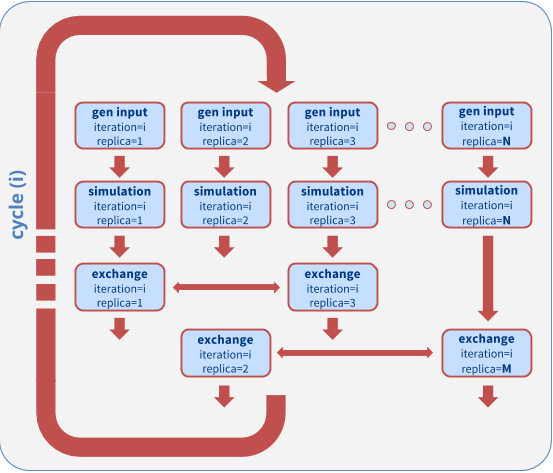 cycle (i)
gen input
iteration=i
replica=1
gen input
iteration=i
replica=2
gen input
iteration=i
replica=3
gen input
iteration=i
replica=N
simulation
iteration=i
replica=1
simulation
iteration=i
replica=2
simulation
iteration=i
replica=3
simulation
iteration=i
replica=N
exchange
iteration=i
replica=1
exchange
iteration=i
replica=3
exchange
iteration=i
replica=2
exchange
iteration=i
replica=M